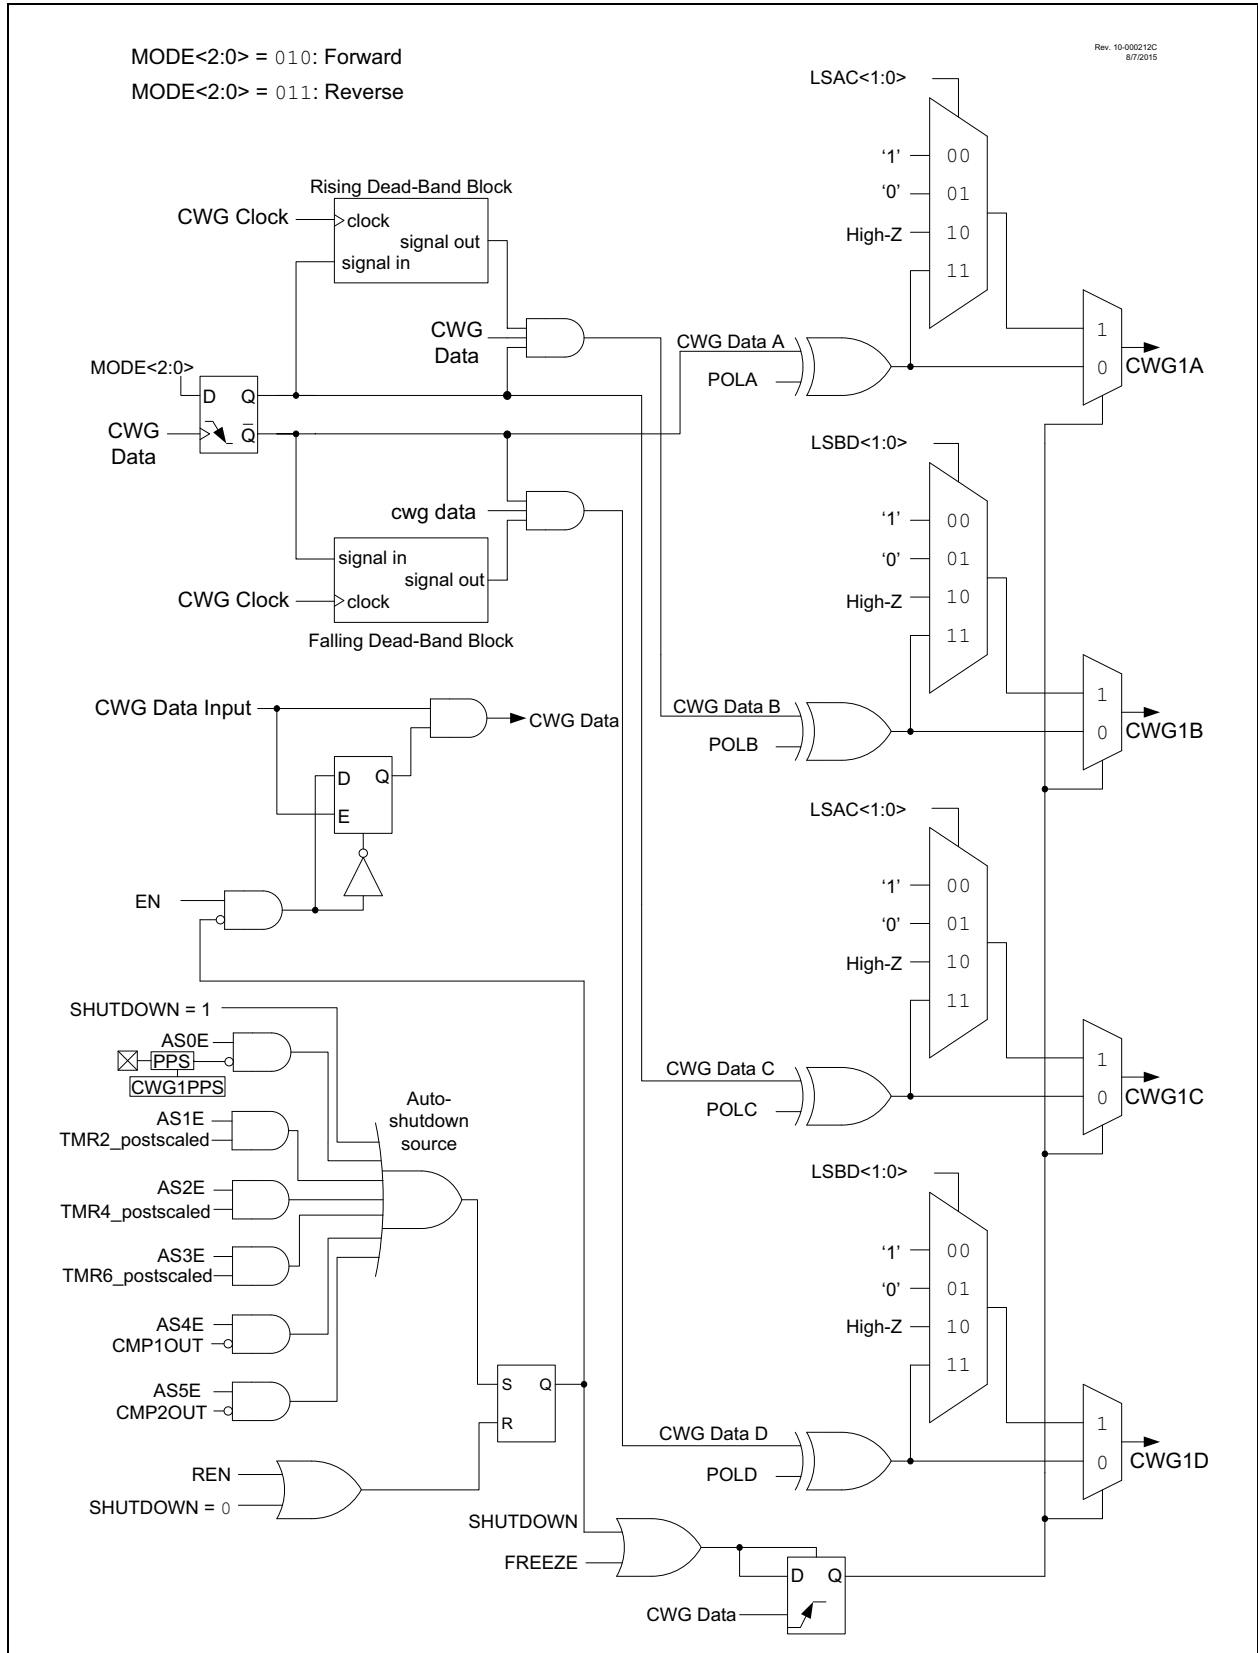 MODE<2:0> = 010: Forward
MODE<2:0> = 011: Reverse
Rev. 10-000212C
8/7/2015
Rising Dead-Band Block
CWG Clock
clock
signal out
signal in
CWG
Data
MODE<2:0>
D Q
CWG
Data
Q
cwg data
signal in
signal out
CWG Clock
clock
Falling Dead-Band Block
CWG Data Input
CWG Data
D Q
E
EN
SHUTDOWN = 1
AS0E
PPS
CWG1PPS
AS1E
TMR2_postscaled
AS2E
TMR4_postscaled
AS3E
TMR6_postscaled
AS4E
CMP1OUT
AS5E
CMP2OUT
Auto-
shutdown
source
S Q
R
REN
SHUTDOWN = 0
SHUTDOWN
FREEZE
D Q
CWG Data
LSAC<1:0>
‘1’ 00
‘0’ 01
High-Z 10
11
CWG Data A
POLA
1
0
CWG1A
LSBD<1:0>
‘1’ 00
‘0’ 01
High-Z 10
11
CWG Data B
POLB
1
0
CWG1B
LSAC<1:0>
‘1’ 00
‘0’ 01
High-Z 10
11
CWG Data C
POLC
1
0
CWG1C
LSBD<1:0>
‘1’ 00
‘0’ 01
High-Z 10
11
CWG Data D
POLD
1
0
CWG1D